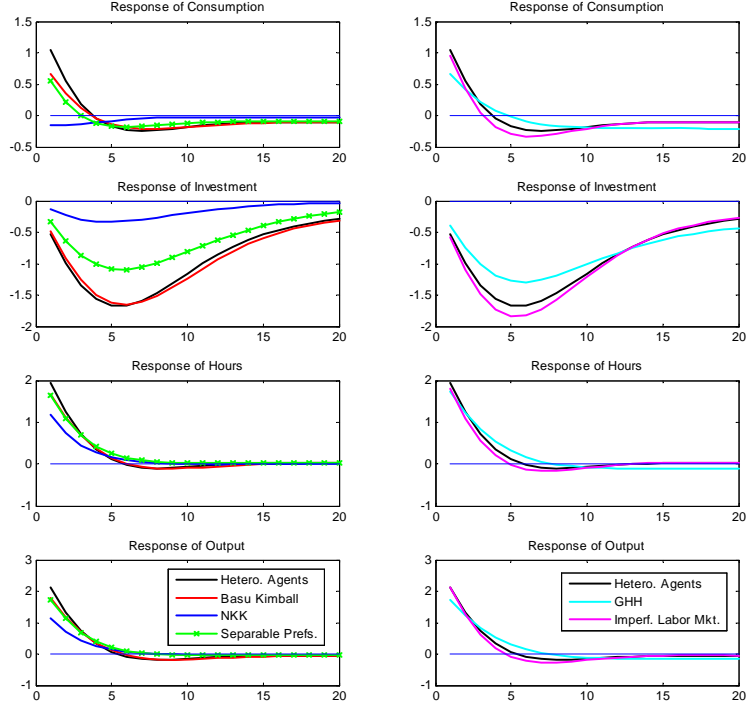 Response of Consumption
1.5
1
0.5
0
-0.5
0 5 10 15 20
Response of Consumption
1.5
1
0.5
0
-0.5
0 5 10 15 20
Response of Investment
0
-0.5
-1
-1.5
-2
0 5 10 15 20
Response of Investment
0
-0.5
-1
-1.5
-2
0 5 10 15 20
Response of Hours
2
1
0
-1
0 5 10 15 20
Response of Hours
2
1
0
-1
0 5 10 15 20
Response of Output
3
2
1
0
-1
0 5 10 15 20
Hetero. Agents
Basu Kimball
NKK
Separable Prefs.
Response of Output
3
2
1
0
-1
0 5 10 15 20
Hetero. Agents
GHH
Imperf. Labor Mkt.